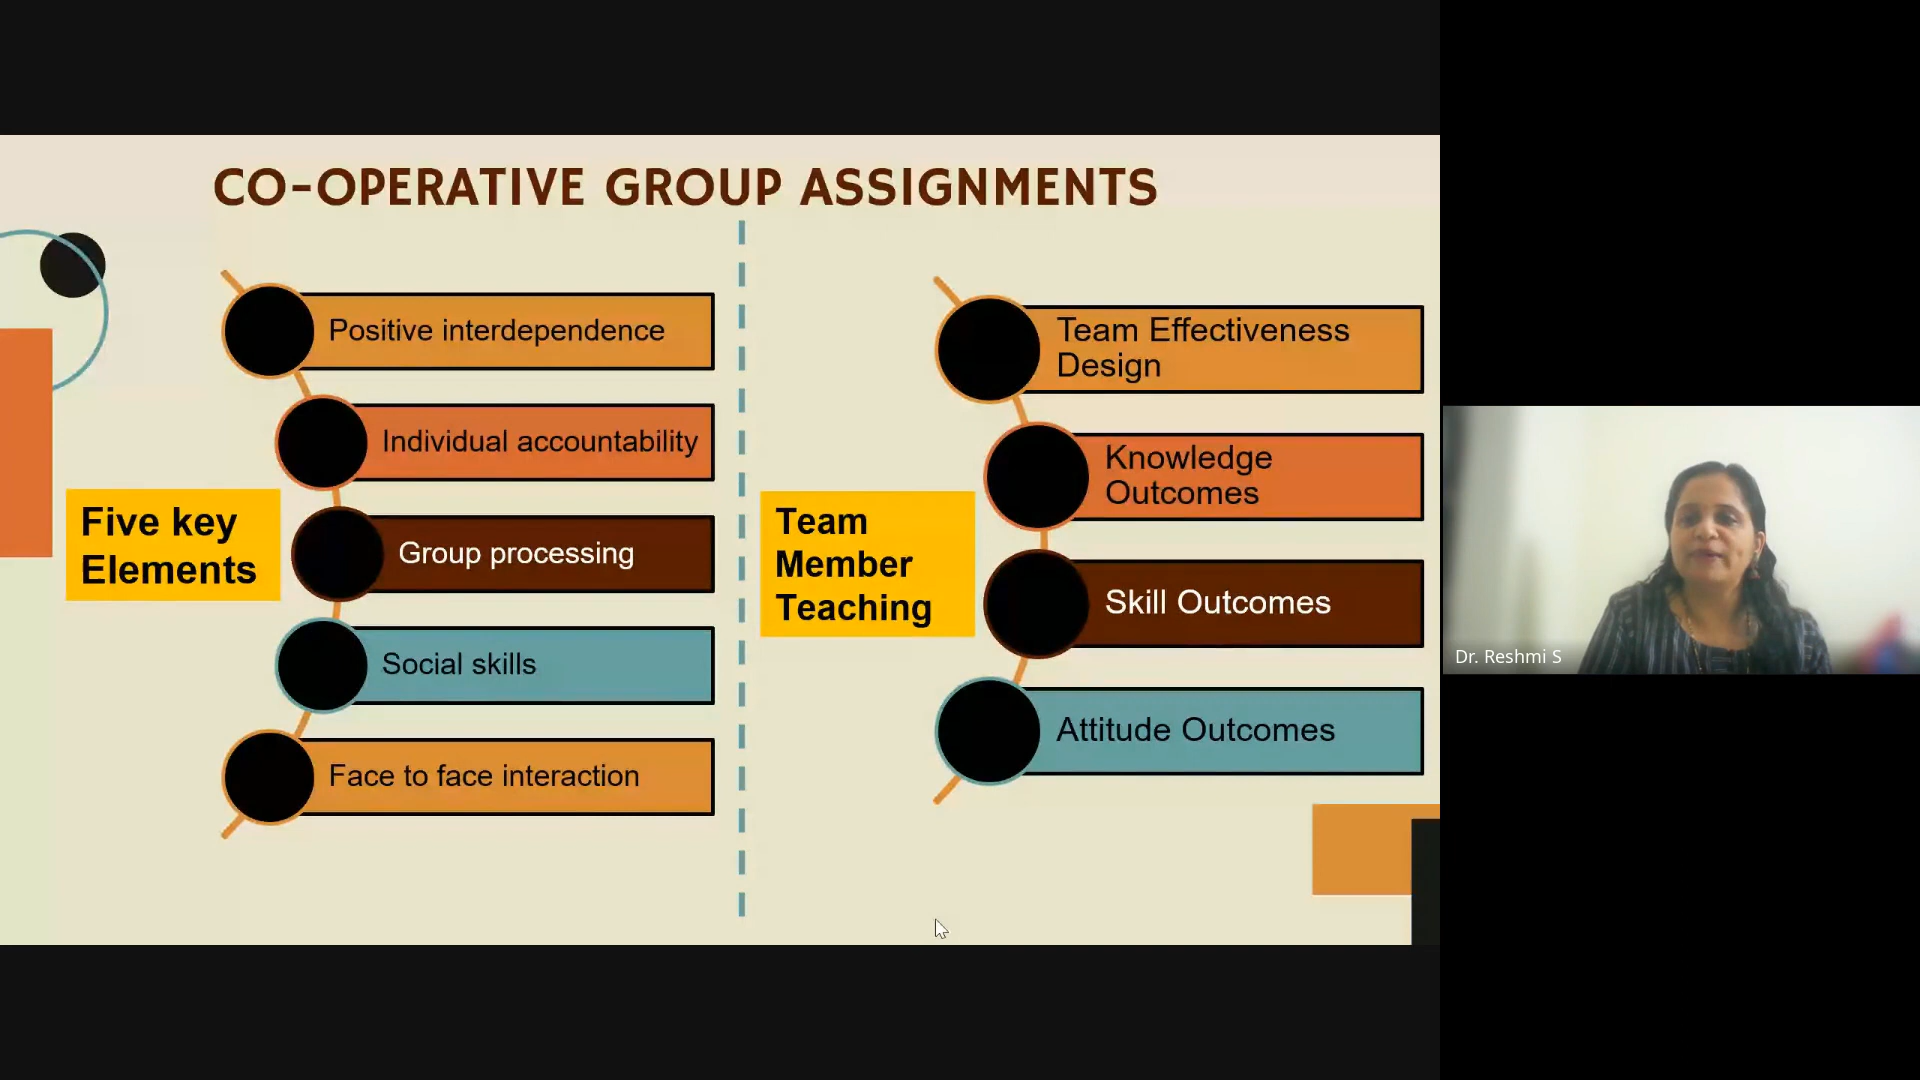 CO-OPERATIVE GROUP ASSIGNMENTS
Five key
Elements
Positive interdependence
Individual accountability
Group processing
Social skills
Face to face interaction
Team
Member
Teaching
Team Effectiveness
Design
Knowledge
Outcomes
Skill Outcomes
Attitude Outcomes
Dr. Reshmi S